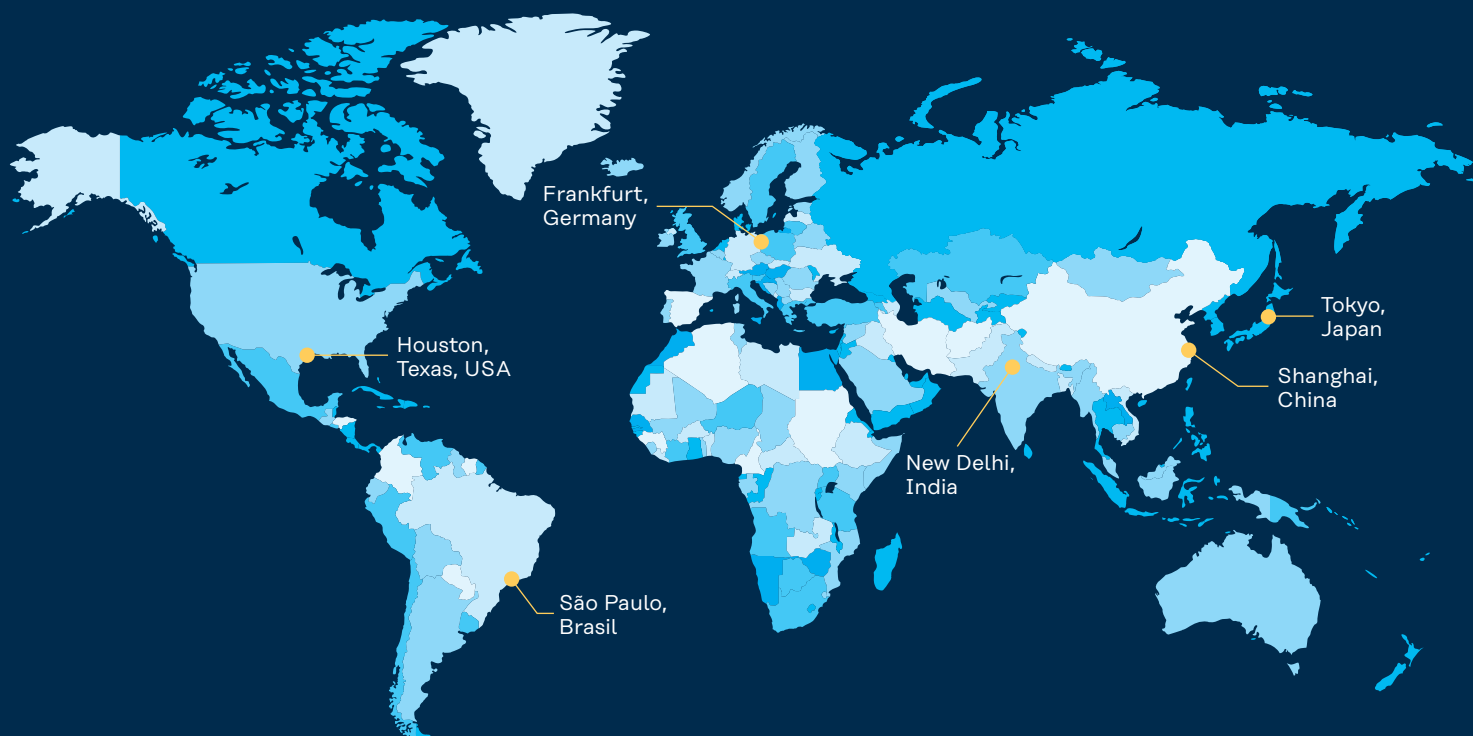 Frankfurt,
Germany
Houston,
Texas, USA
Tokyo,
Japan
Shanghai,
China
New Delhi,
India
São Paulo,
Brasil